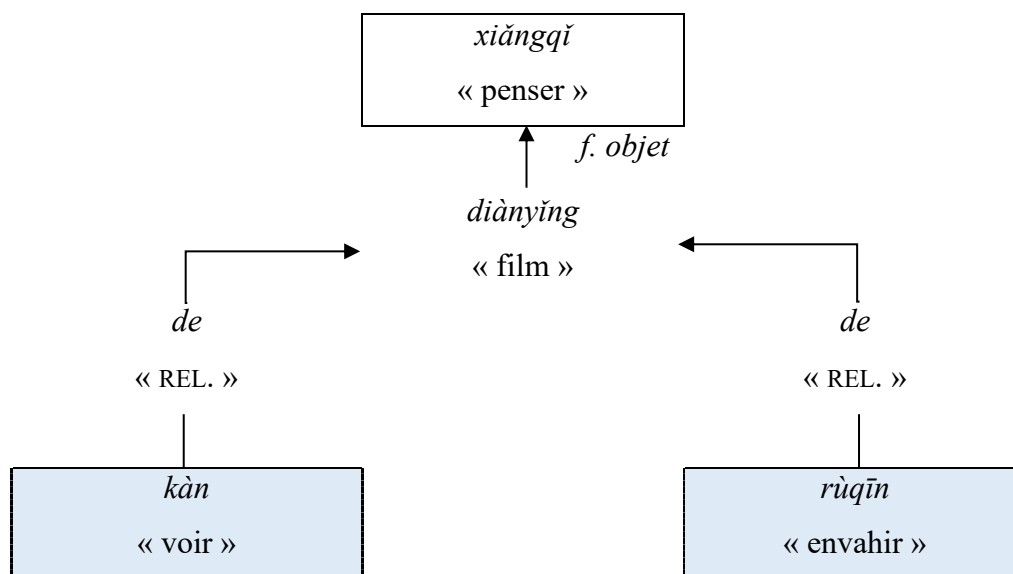 xiǎngqǐ
« penser »
f. objet
diànyǐng
« film »
de
« REL. »
de
« REL. »
kàn
« voir »
rùqīn
« envahir »